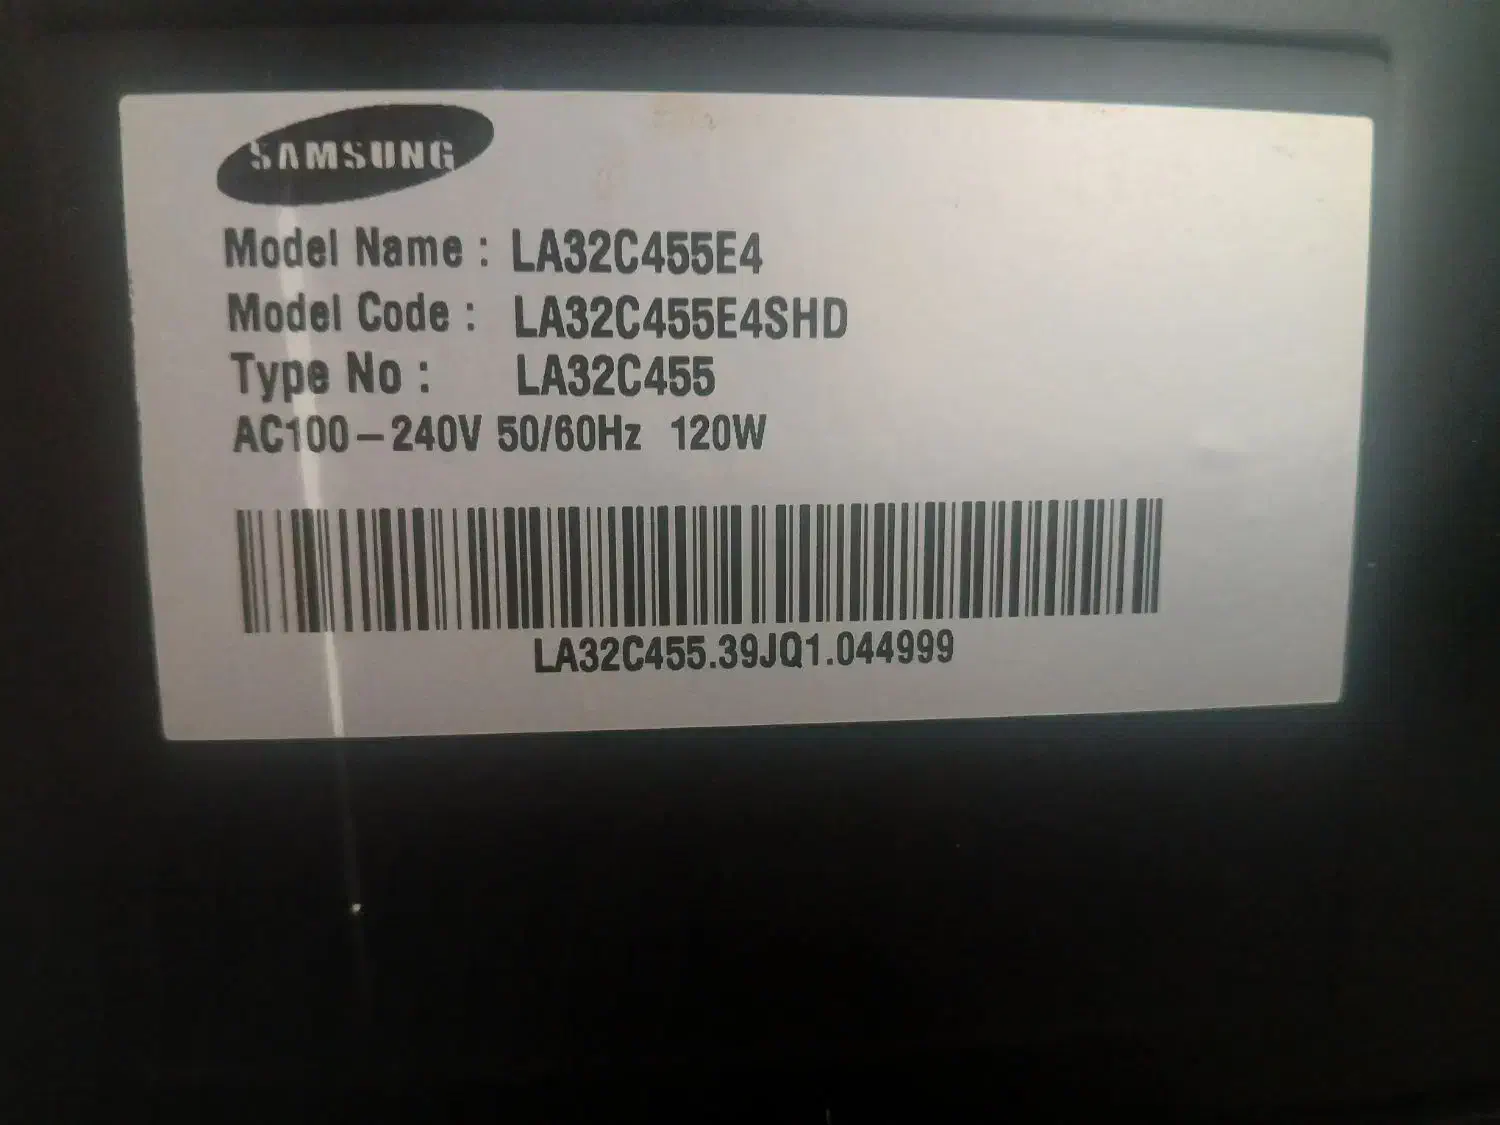 SAMSUNG
Model Name : LA32C455E4
Model Code : LA32C455E4SHD
Type No : LA32C455
AC100-240V 50/60Hz 120W
LA32C455.39JQ1.044999